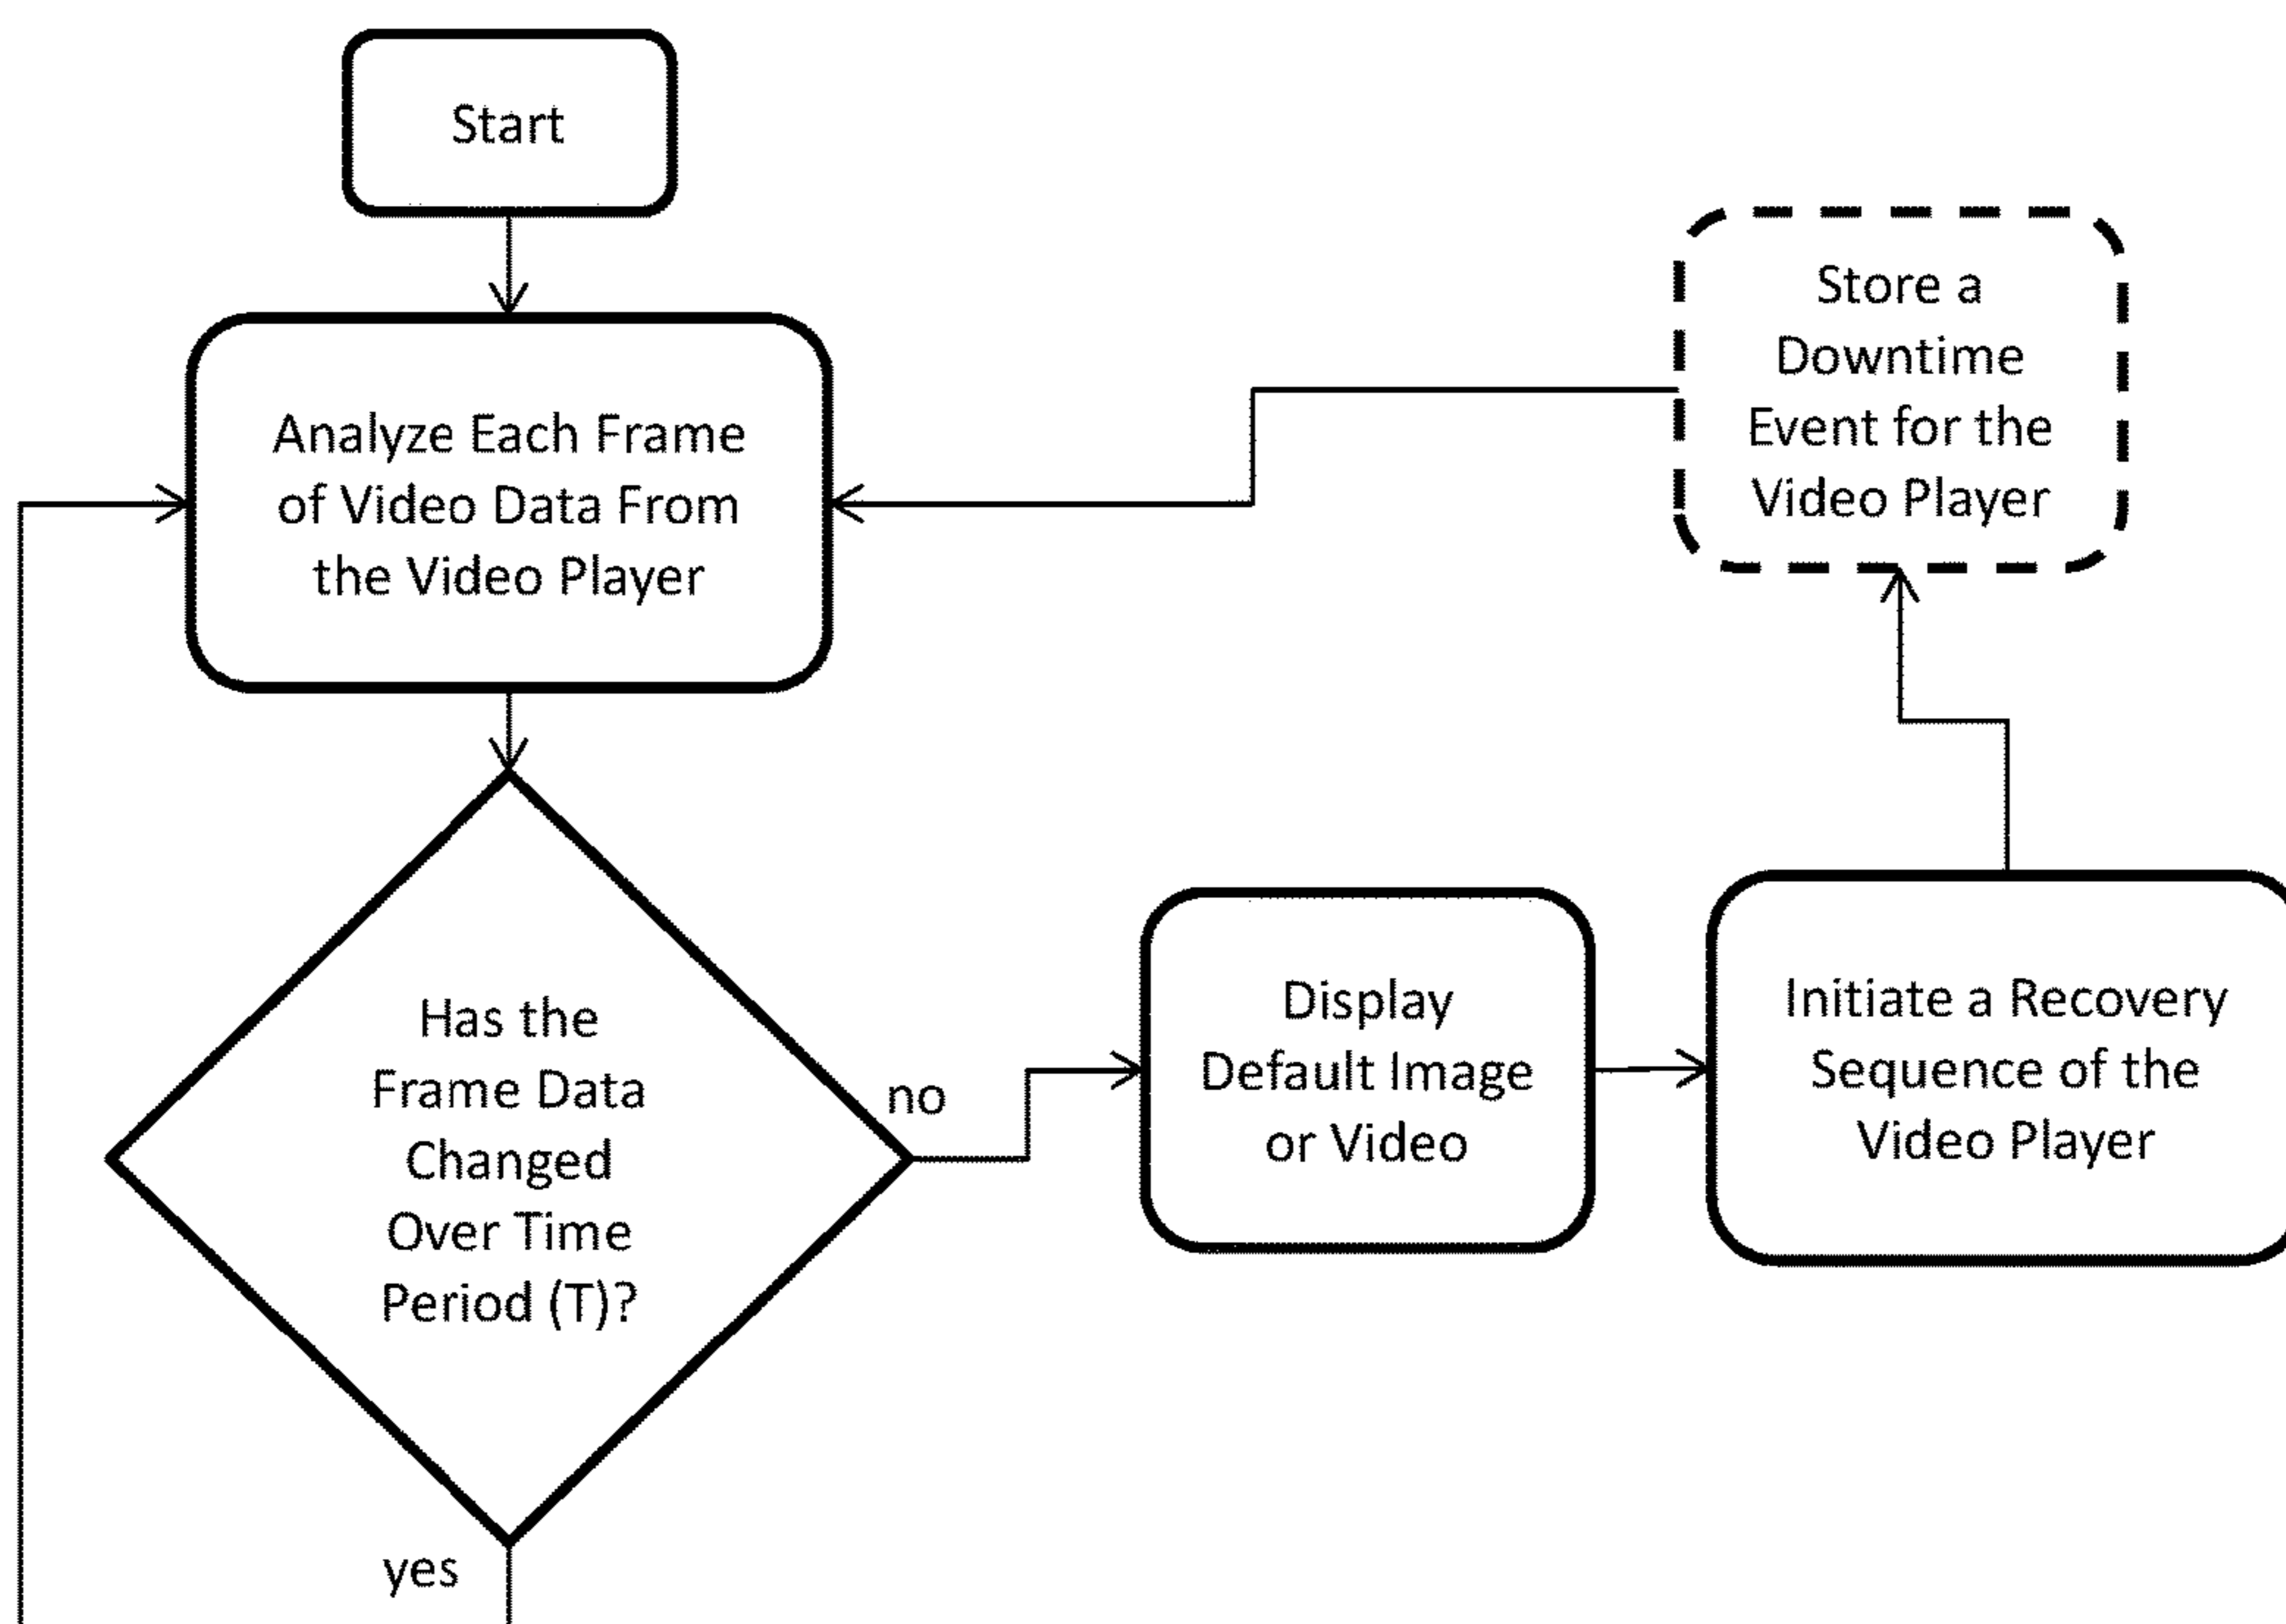 Start
Analyze Each Frame
of Video Data From
the Video Player
Store a
Downtime
Event for the
Video Player
Has the
Frame Data
Changed
Over Time
Period (T)?
no
Display
Default Image
or Video
Initiate a Recovery
Sequence of the
Video Player
yes